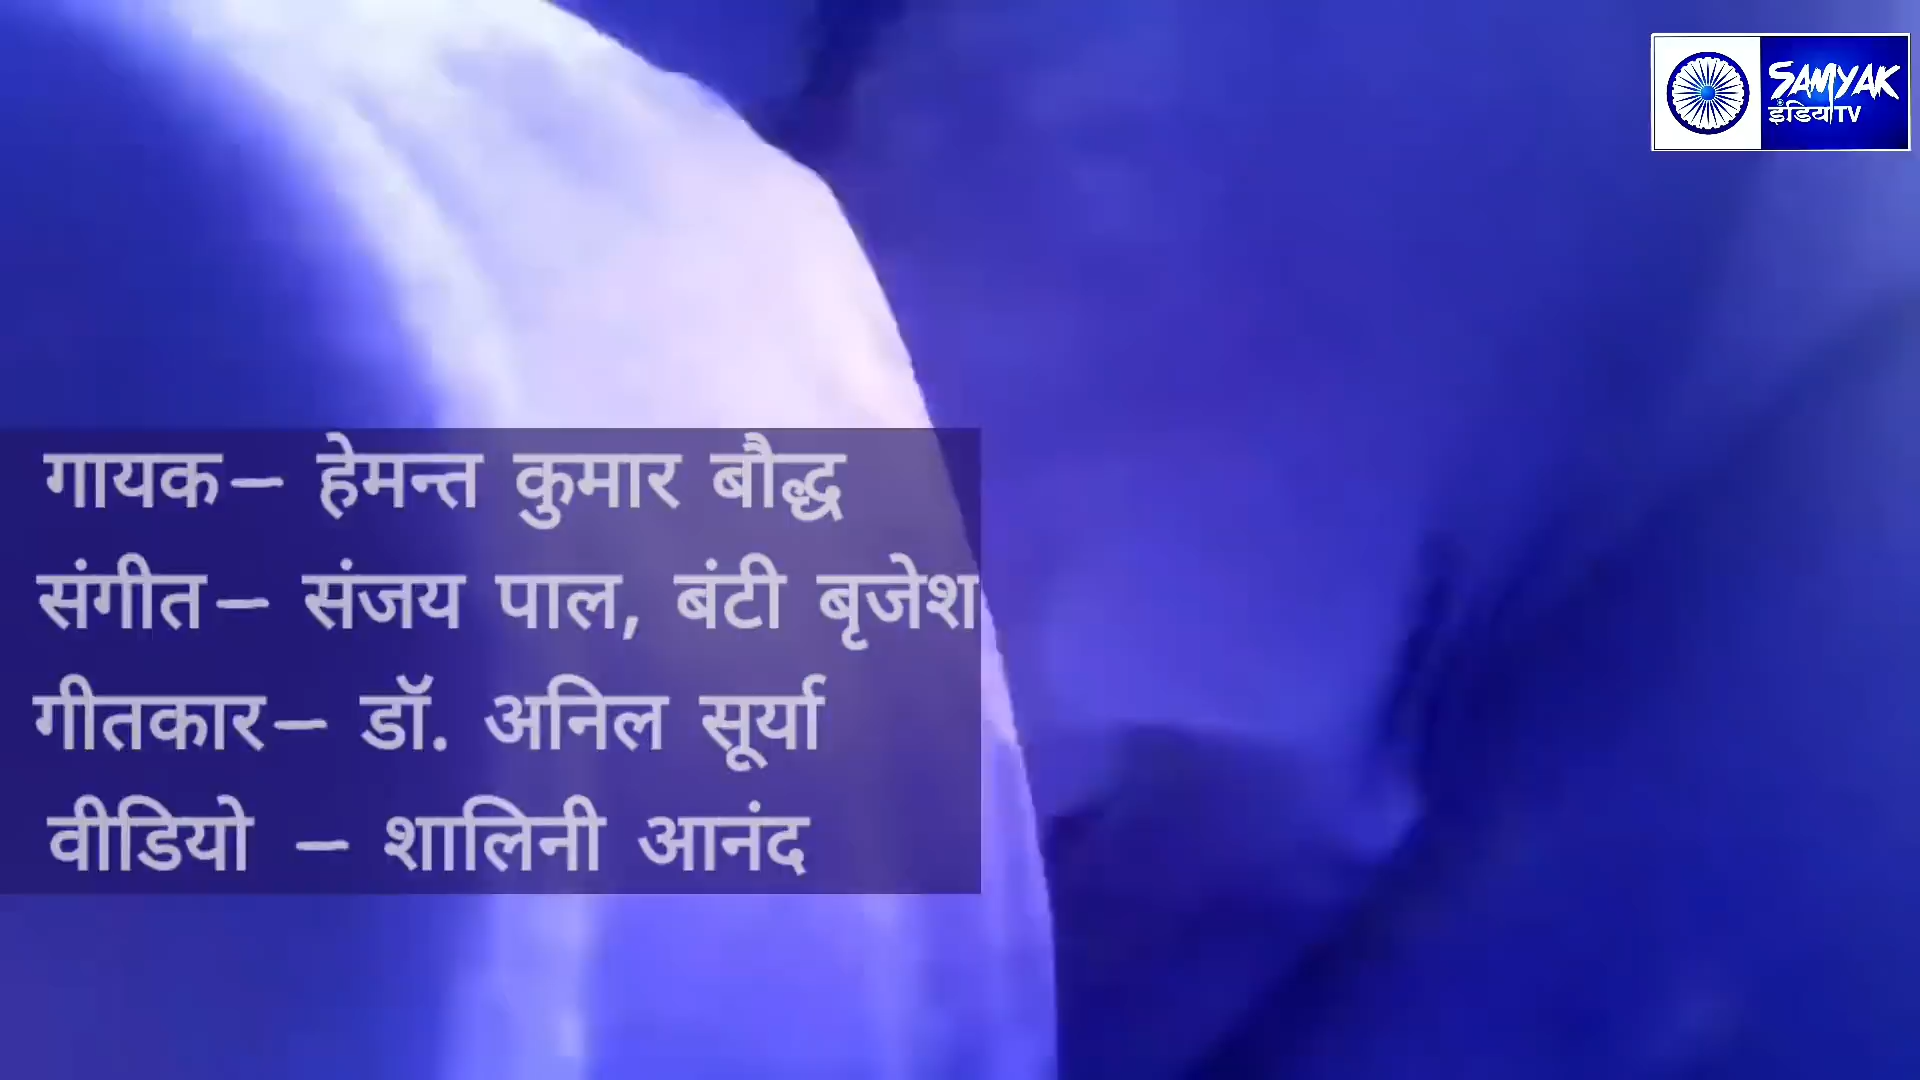 SAMYAK
इंडिया TV
गायक– हेमन्त कुमार बौद्ध
संगीत– संजय पाल, बंटी बृजेश
गीतकार– डॉ. अनिल सूर्या
वीडियो – शालिनी आनंद